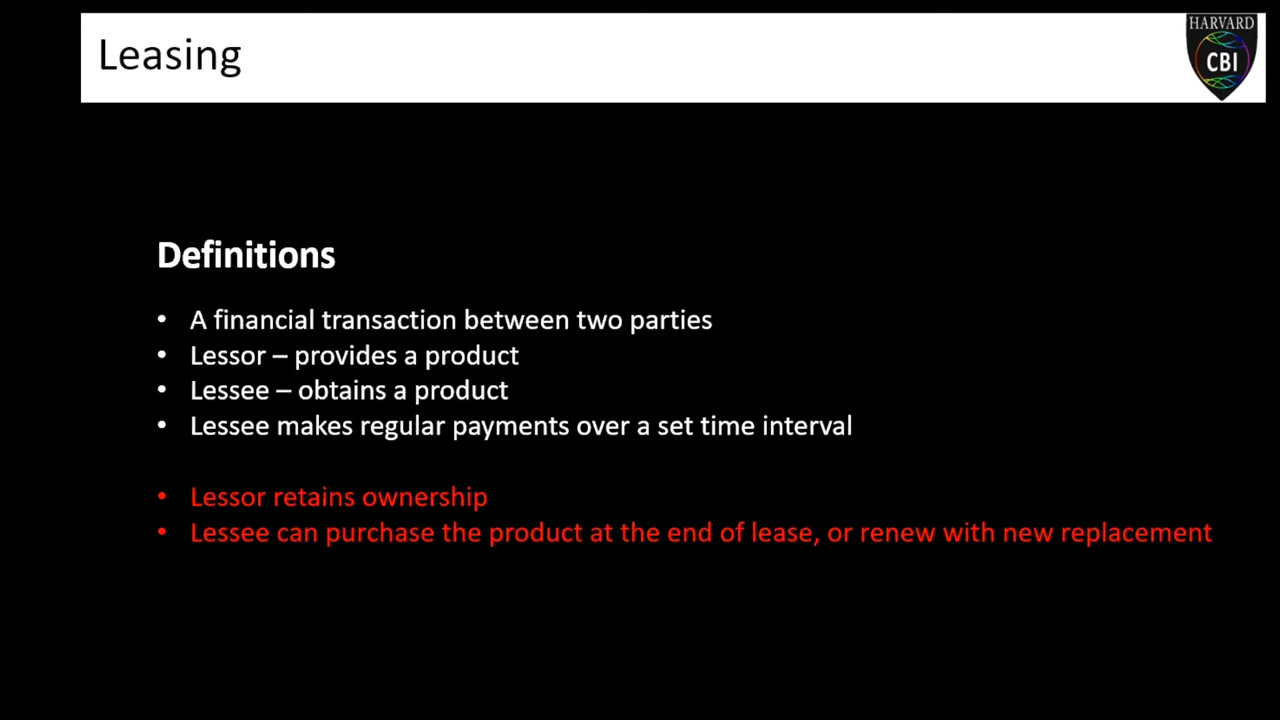 Leasing
HARVARD
CBI
Definitions
• A financial transaction between two parties
• Lessor – provides a product
• Lessee – obtains a product
• Lessee makes regular payments over a set time interval
• Lessor retains ownership
• Lessee can purchase the product at the end of lease, or renew with new replacement